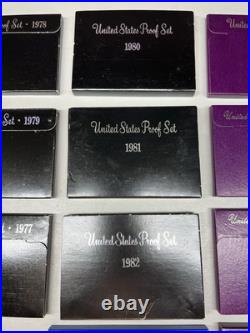 Set • 1978
United States Proof Set
1980
Set • 1979
United States Proof Set
1981
Set • 1977
United States Proof Set
1982